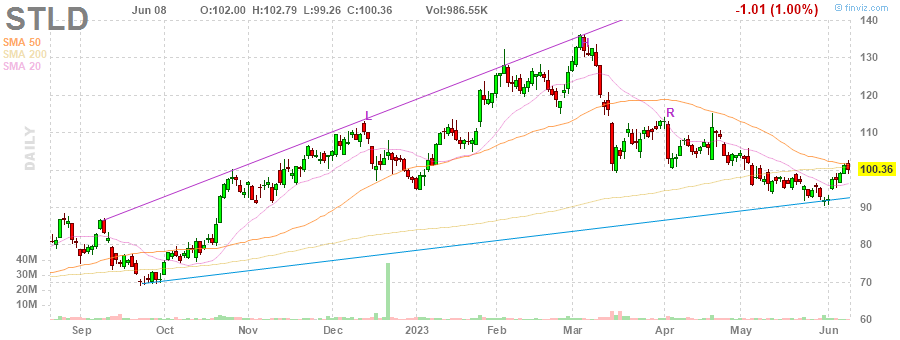 STLD
Jun 08 O:102.00 H:102.79 L:99.26 C:100.36 Vol:986.55K -1.01 (1.00%)
© finviz.com
SMA 50
SMA 200
SMA 20
DAILY
L
H
R
140
130
120
110
100.36
90
80
70
60
40M
30M
20M
10M
Sep Oct Nov Dec 2023 Feb Mar Apr May Jun